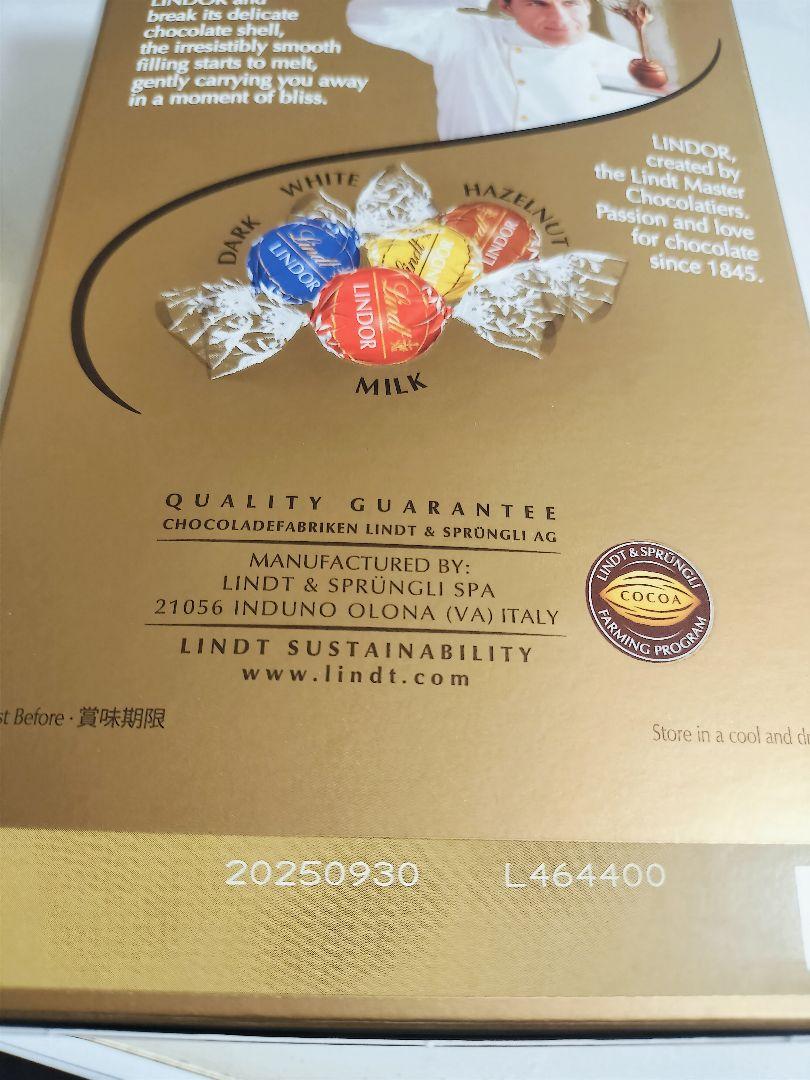 LINDOR and
break its delicate
chocolate shell,
the irresistibly smooth
filling starts to melt,
gently carrying you away
in a moment of bliss.
LINDOR,
created by
the Lindt Master
Chocolatiers.
Passion and love
for chocolate
since 1845.
DARK
WHITE
HAZELNUT
Lindt
LINDOR
Lindt
LINDOR
MILK
QUALITY GUARANTEE
CHOCOLADEFABRIKEN LINDT & SPRÜNGLI AG
MANUFACTURED BY:
LINDT & SPRÜNGLI SPA
21056 INDUNO OLONA (VA) ITALY
LINDT SUSTAINABILITY
www.lindt.com
LINDT & SPRÜNGLI
COCOA
FARMING PROGRAM
Before · 賞味期限
Store in a cool and
20250930 L464400